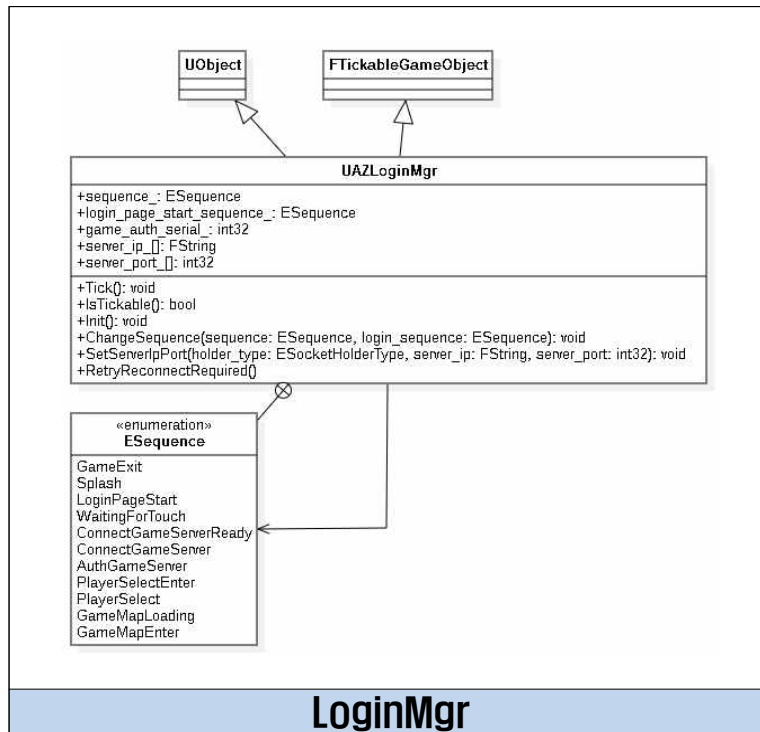 UObject
FTickableGameObject
UAZLoginMgr
+sequence_: ESequence
+login_page_start_sequence_: ESequence
+game_auth_serial_: int32
+server_ip_[]: FString
+server_port_[]: int32
+Tick(): void
+IsTickable(): bool
+Init(): void
+ChangeSequence(sequence: ESequence, login_sequence: ESequence): void
+SetServerIpPort(holder_type: ESocketHolderType, server_ip: FString, server_port: int32): void
+RetryReconnectRequired()
«enumeration»
ESequence
GameExit
Splash
LoginPageStart
WaitingForTouch
ConnectGameServerReady
ConnectGameServer
AuthGameServer
PlayerSelectEnter
PlayerSelect
GameMapLoading
GameMapEnter
LoginMgr